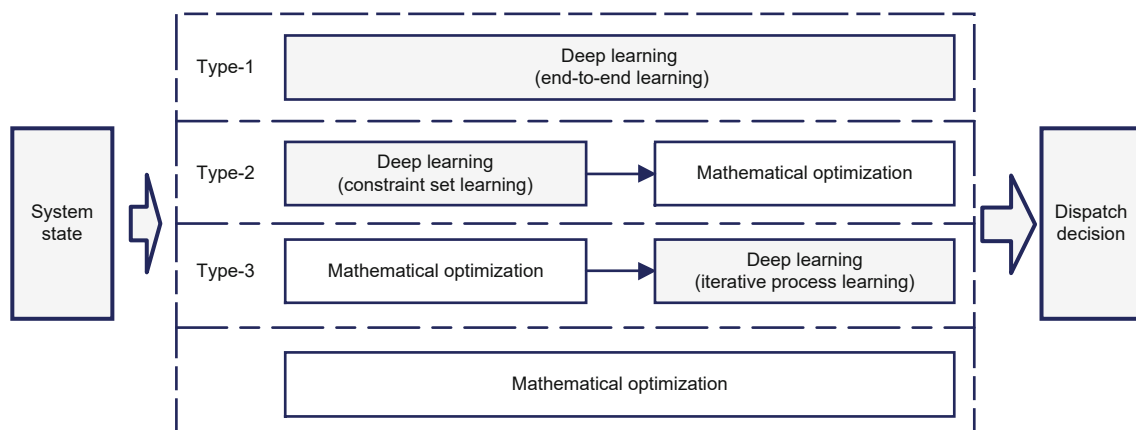 Type-1
Deep learning
(end-to-end learning)
Type-2
Deep learning
(constraint set learning)
Mathematical optimization
System
state
Dispatch
decision
Type-3
Mathematical optimization
Deep learning
(iterative process learning)
Mathematical optimization